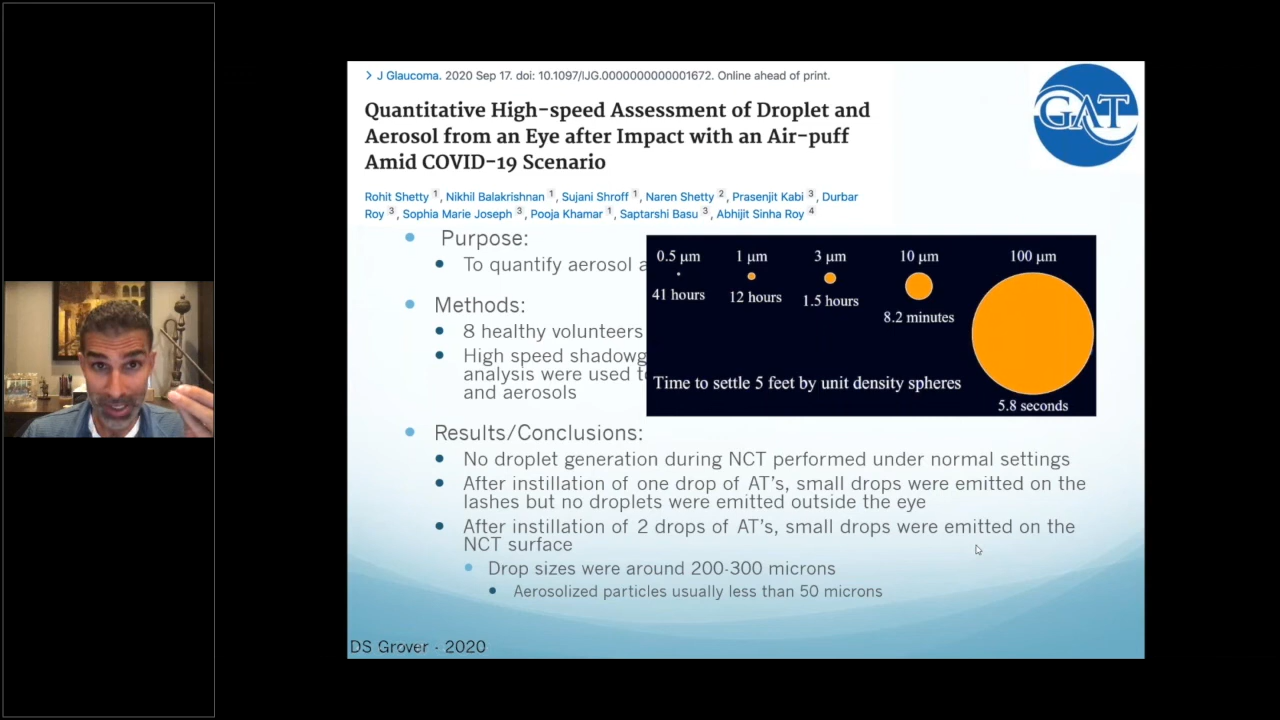 > J Glaucoma. 2020 Sep 17. doi: 10.1097/IJG.0000000000001672. Online ahead of print.
Quantitative High-speed Assessment of Droplet and
Aerosol from an Eye after Impact with an Air-puff
Amid COVID-19 Scenario
Rohit Shetty 1, Nikhil Balakrishnan 1, Sujani Shroff 1, Naren Shetty 2, Prasenjit Kabi 3, Durbar
Roy 3, Sophia Marie Joseph 3, Pooja Khamar 1, Saptarshi Basu 3, Abhijit Sinha Roy 4
GAT
• Purpose:
• To quantify aerosol a
• Methods:
• 8 healthy volunteers
• High speed shadowg
analysis were used t
and aerosols
0.5 µm 1 µm 3 µm 10 µm 100 µm
41 hours 12 hours 1.5 hours 8.2 minutes
Time to settle 5 feet by unit density spheres
5.8 seconds
• Results/Conclusions:
• No droplet generation during NCT performed under normal settings
• After instillation of one drop of AT's, small drops were emitted on the
lashes but no droplets were emitted outside the eye
• After instillation of 2 drops of AT's, small drops were emitted on the
NCT surface
• Drop sizes were around 200-300 microns
• Aerosolized particles usually less than 50 microns
DS Grover - 2020